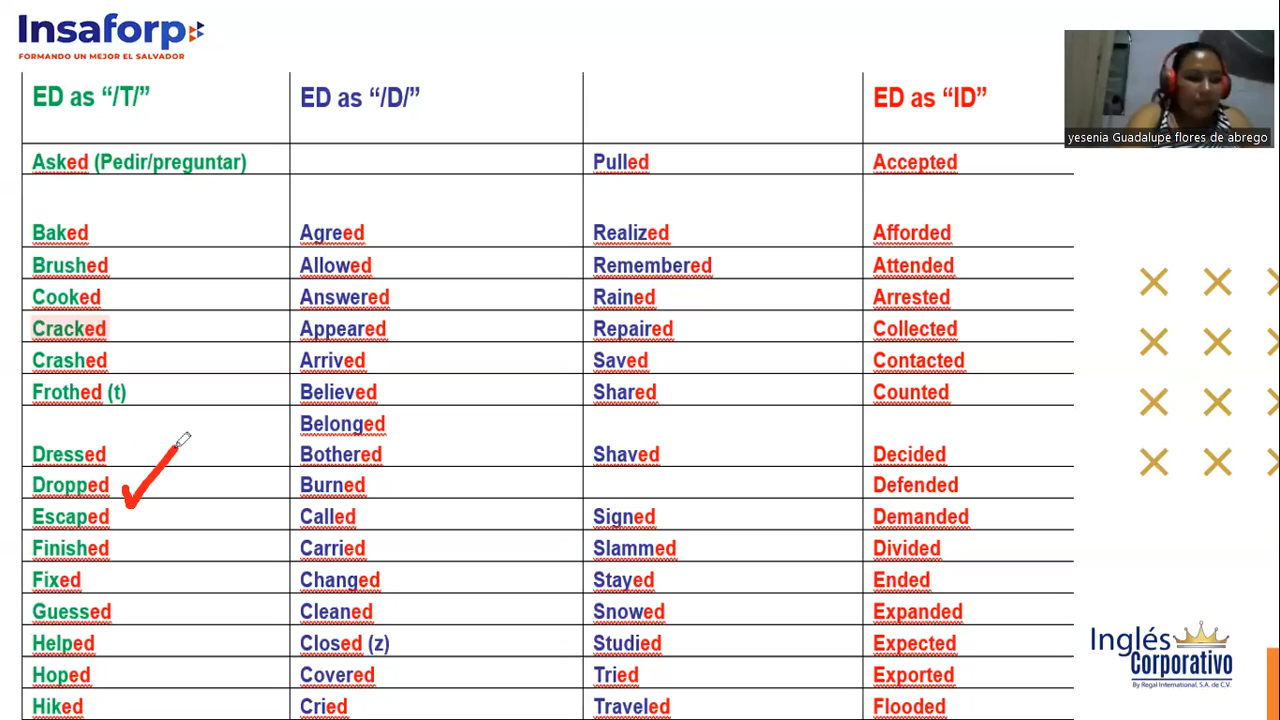 Insaforp
FORMANDO UN MEJOR EL SALVADOR
yesenia Guadalupe flores de abrego
ED as “/T/” ED as “/D/” ED as “ID”
Asked (Pedir/preguntar) Pulled Accepted
Baked Agreed Realized Afforded
Brushed Allowed Remembered Attended
Cooked Answered Rained Arrested
Cracked Appeared Repaired Collected
Crashed Arrived Saved Contacted
Frothed (t) Believed Shared Counted
Belonged
Dressed Bothered Shaved Decided
Dropped Burned Defended
Escaped Called Signed Demanded
Finished Carried Slammed Divided
Fixed Changed Stayed Ended
Guessed Cleaned Snowed Expanded
Helped Closed (z) Studied Expected
Hoped Covered Tried Exported
Hiked Cried Traveled Flooded
Inglés
Corporativo
By Regal International, S.A. de C.V.